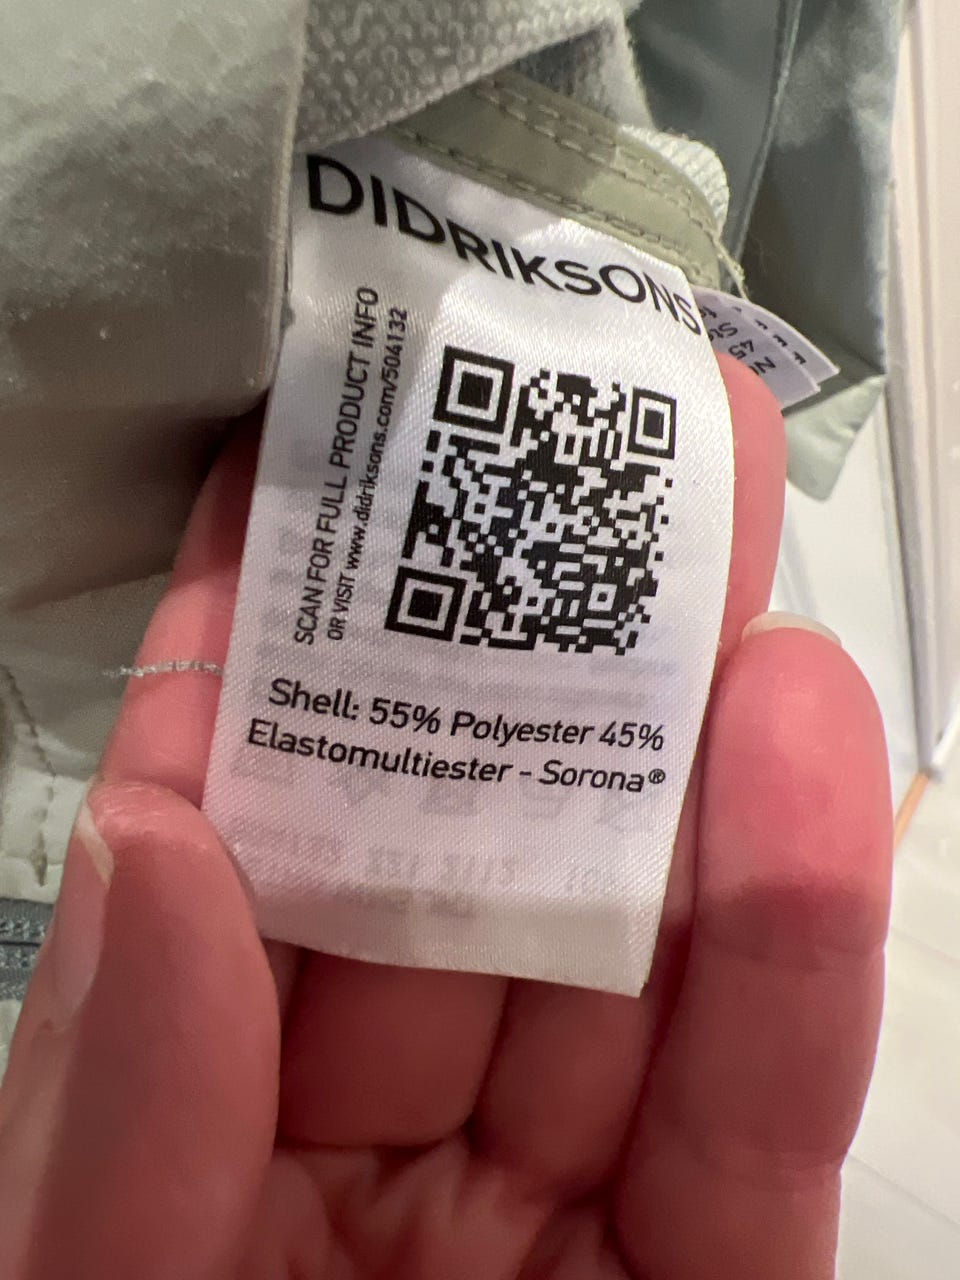 DIDRIKSONS
SCAN FOR FULL PRODUCT INFO
OR VISIT www.didriksons.com/504132
Shell: 55% Polyester 45%
Elastomultiester - Sorona®